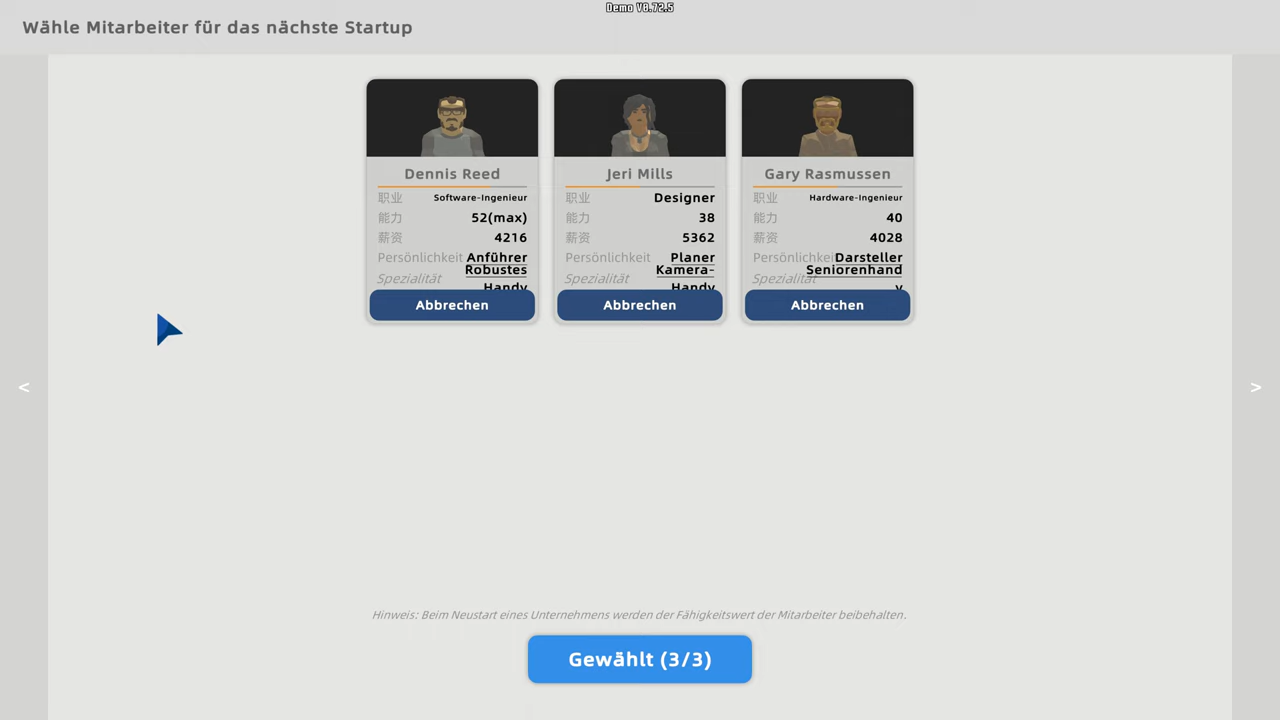 Demo V0.72.5
Wähle Mitarbeiter für das nächste Startup
Dennis Reed
职业 Software-Ingenieur
能力 52(max)
薪资 4216
Persönlichkeit Anführer
Spezialität Robustes
Handy
Abbrechen
Jeri Mills
职业 Designer
能力 38
薪资 5362
Persönlichkeit Planer
Spezialität Kamera-
Handy
Abbrechen
Gary Rasmussen
职业 Hardware-Ingenieur
能力 40
薪资 4028
Persönlichkei Darsteller
Spezialität Seniorenhand
y
Abbrechen
<
>
Hinweis: Beim Neustart eines Unternehmens werden der Fähigkeitswert der Mitarbeiter beibehalten.
Gewählt (3/3)